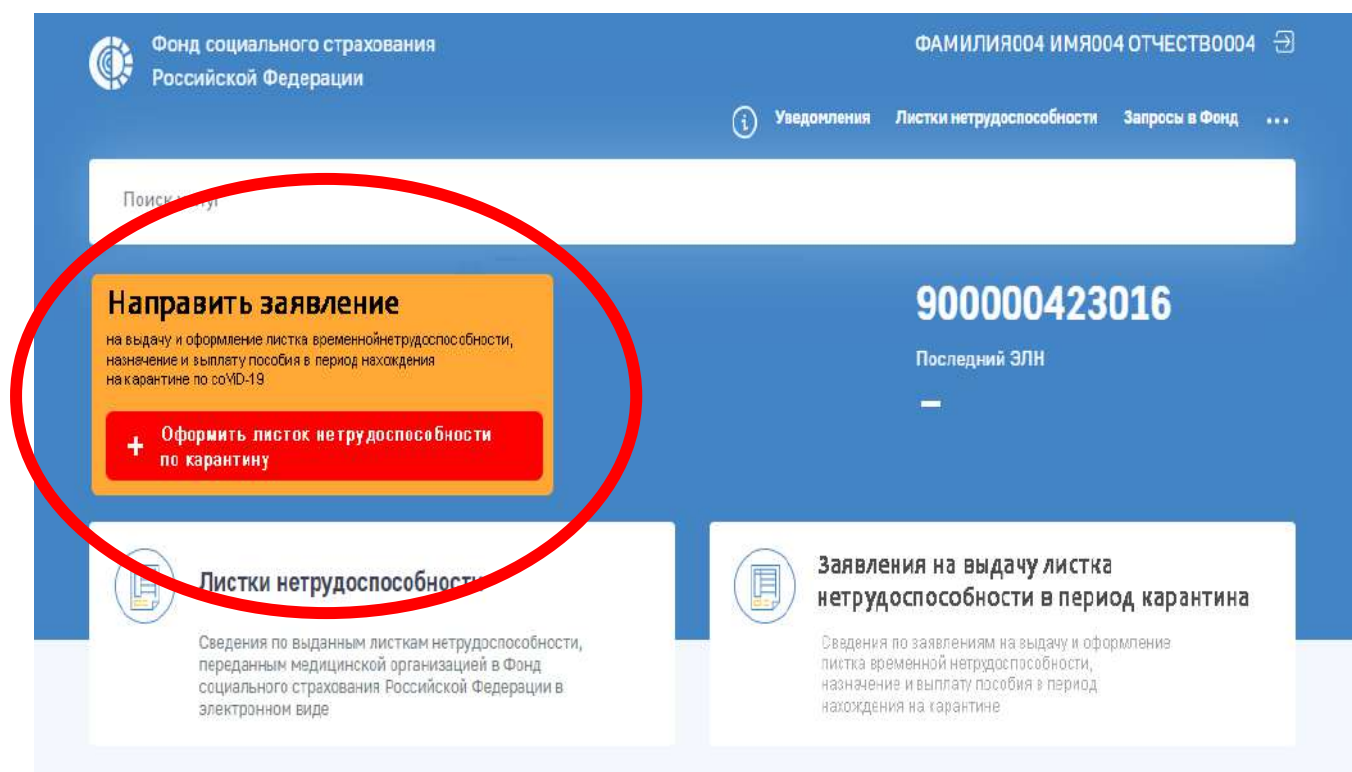 Фонд социального страхования
Российской Федерации
ФАМИЛИЯ004 ИМЯ004 ОТЧЕСТВО004
Уведомления Листки нетрудоспособности Запросы в Фонд ...
Поиск
Направить заявление
на выдачу и оформление листка временнойнетрудоспособности,
назначение и выплату пособия в период нахождения
на карантине по coViD-19
+ Оформить листок нетрудоспособности
по карантину
900000423016
Последний ЭЛН
–
Листки нетрудоспособности
Сведения по выданным листкам нетрудоспособности,
переданным медицинской организацией в Фонд
социального страхования Российской Федерации в
электронном виде
Заявления на выдачу листка
нетрудоспособности в период карантина
Сведения по заявлениям на выдачу и оформление
листка временной нетрудоспособности,
назначение и выплату пособия в период
нахождения на карантине